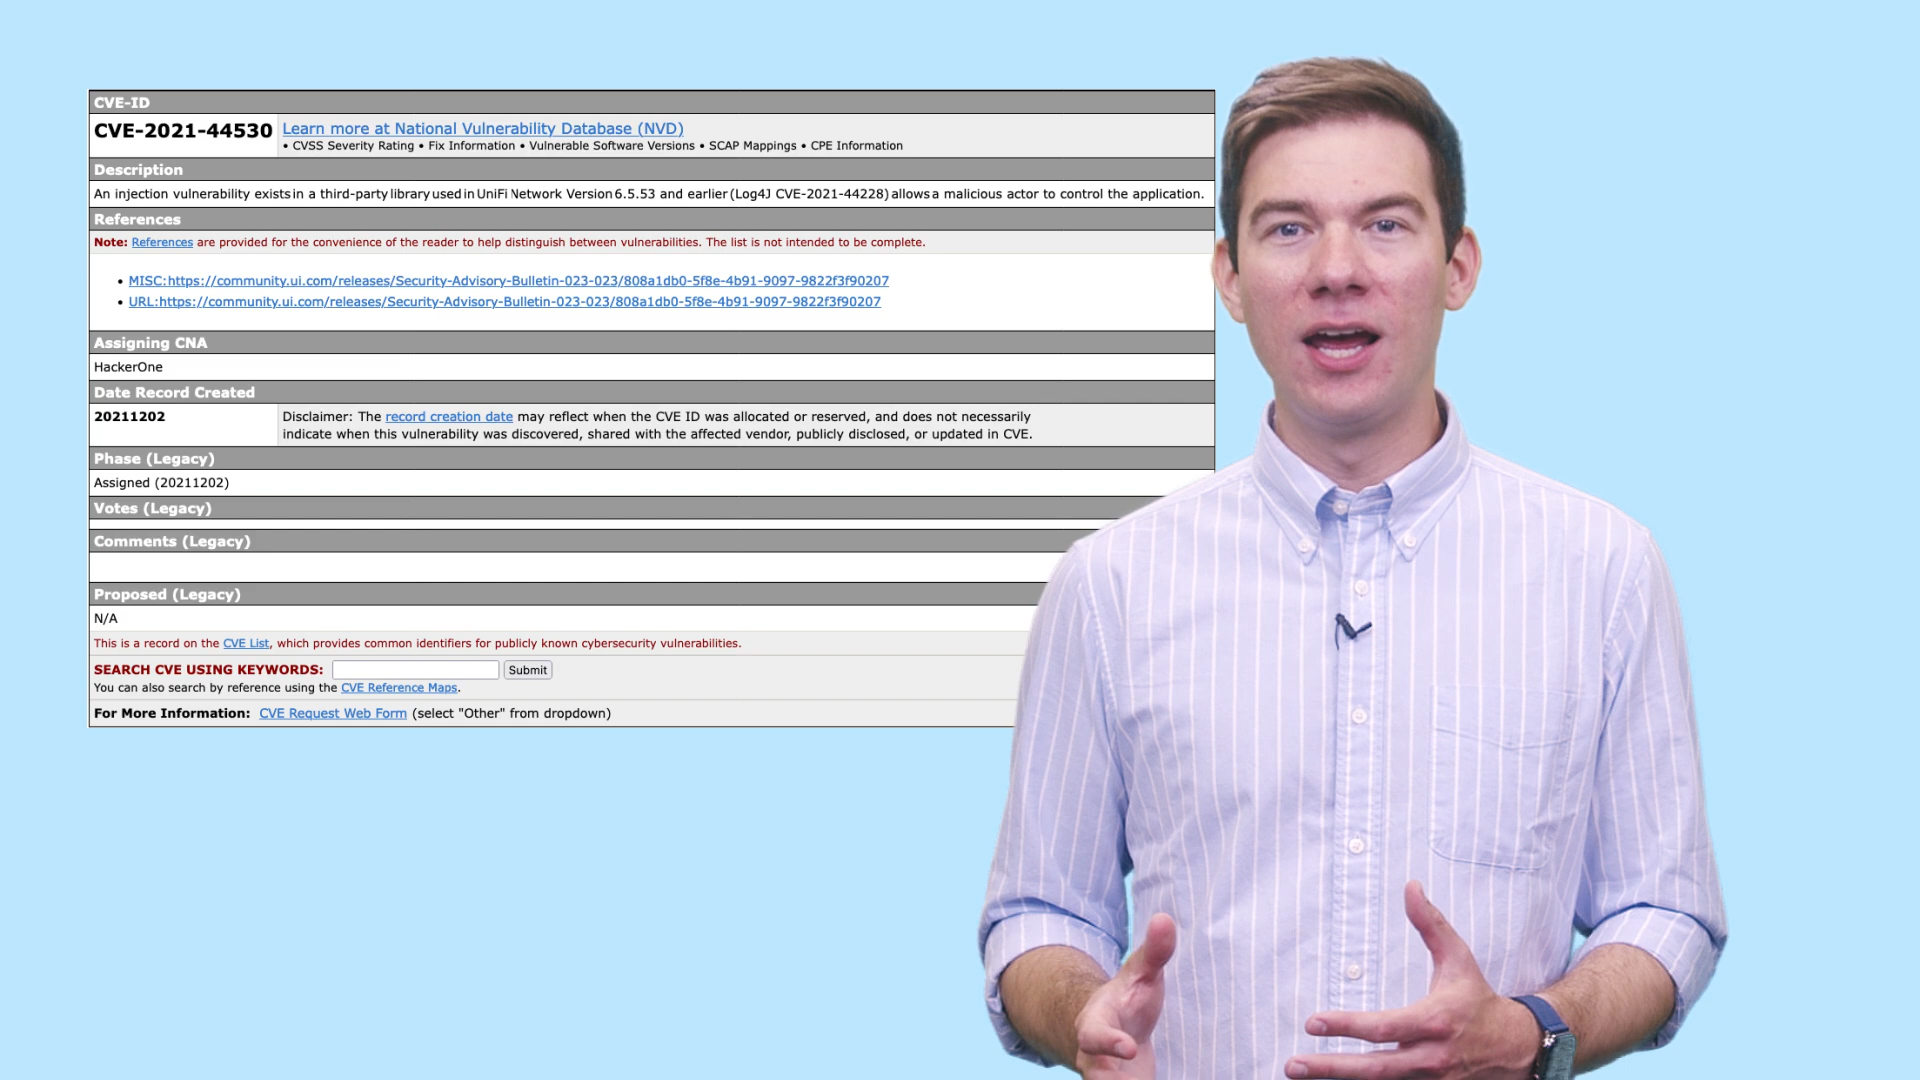 CVE-ID
CVE-2021-44530
Learn more at National Vulnerability Database (NVD)
• CVSS Severity Rating • Fix Information • Vulnerable Software Versions • SCAP Mappings • CPE Information
Description
An injection vulnerability exists in a third-party library used in UniFi Network Version 6.5.53 and earlier (Log4J CVE-2021-44228) allows a malicious actor to control the application.
References
Note: References are provided for the convenience of the reader to help distinguish between vulnerabilities. The list is not intended to be complete.
• MISC:https://community.ui.com/releases/Security-Advisory-Bulletin-023-023/808a1db0-5f8e-4b91-9097-9822f3f90207
• URL:https://community.ui.com/releases/Security-Advisory-Bulletin-023-023/808a1db0-5f8e-4b91-9097-9822f3f90207
Assigning CNA
HackerOne
Date Record Created
20211202
Disclaimer: The record creation date may reflect when the CVE ID was allocated or reserved, and does not necessarily
indicate when this vulnerability was discovered, shared with the affected vendor, publicly disclosed, or updated in CVE.
Phase (Legacy)
Assigned (20211202)
Votes (Legacy)
Comments (Legacy)
Proposed (Legacy)
N/A
This is a record on the CVE List, which provides common identifiers for publicly known cybersecurity vulnerabilities.
SEARCH CVE USING KEYWORDS: Submit
You can also search by reference using the CVE Reference Maps.
For More Information: CVE Request Web Form (select "Other" from dropdown)